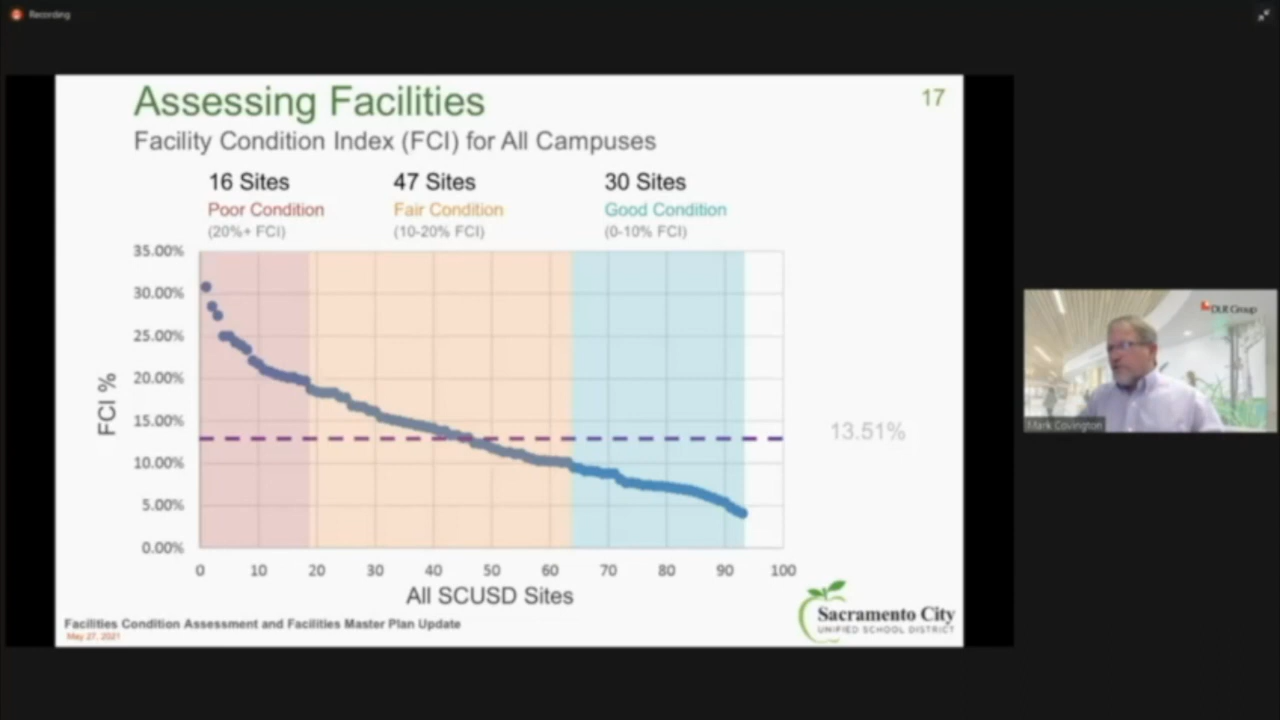 Recording
Assessing Facilities
17
Facility Condition Index (FCI) for All Campuses
16 Sites
47 Sites
30 Sites
Poor Condition
Fair Condition
Good Condition
(20%+ FCI)
(10-20% FCI)
(0-10% FCI)
35.00%
30.00%
25.00%
20.00%
15.00%
10.00%
5.00%
0.00%
FCI %
13.51%
0 10 20 30 40 50 60 70 80 90 100
All SCUSD Sites
Facilities Condition Assessment and Facilities Master Plan Update
May 27, 2021
Sacramento City
UNIFIED SCHOOL DISTRICT
DLR Group
Mark Covington